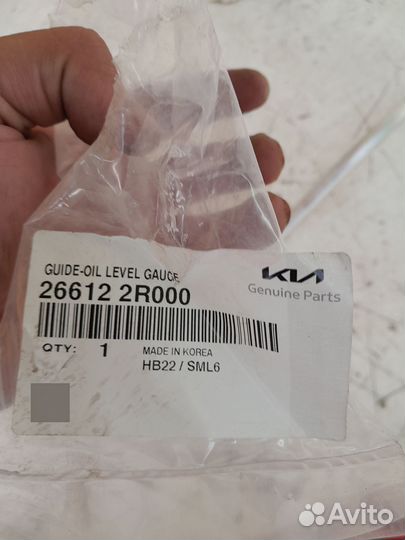 GUIDE-OIL LEVEL GAUGE
KIA
26612 2R000
Genuine Parts
QTY: 1
MADE IN KOREA
HB22 / SML6
Avito